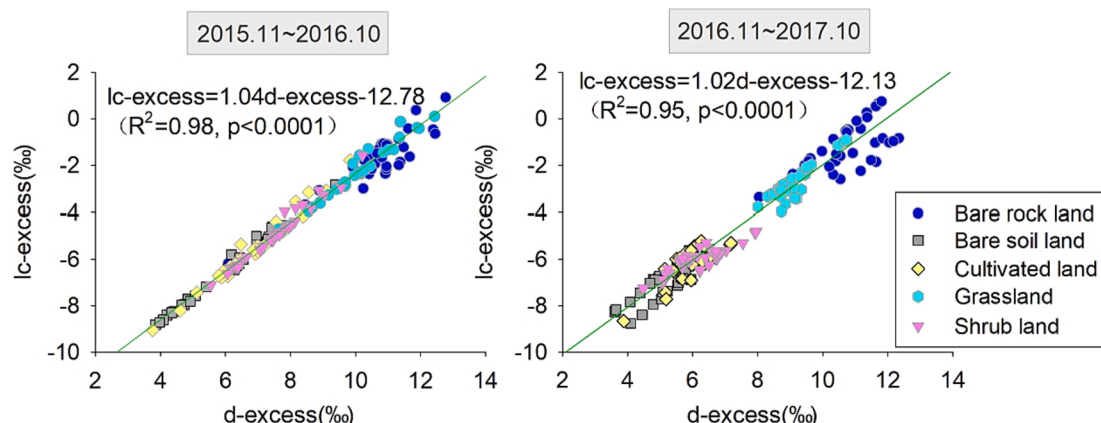 2015.11~2016.10
2016.11~2017.10
lc-excess=1.04d-excess-12.78
（R²=0.98, p<0.0001）
lc-excess(‰)
2
0
-2
-4
-6
-8
-10
2
4
6
8
10
12
14
d-excess(‰)
lc-excess=1.02d-excess-12.13
（R²=0.95, p<0.0001）
lc-excess(‰)
2
0
-2
-4
-6
-8
-10
2
4
6
8
10
12
14
d-excess(‰)
Bare rock land
Bare soil land
Cultivated land
Grassland
Shrub land